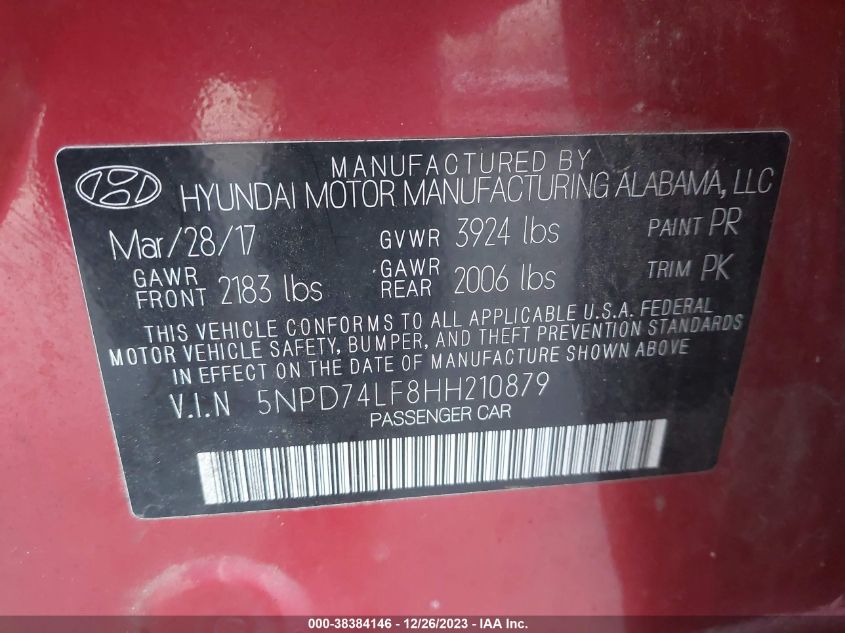 MANUFACTURED BY
HYUNDAI MOTOR MANUFACTURING ALABAMA, LLC
Mar/28/17 GVWR 3924 lbs PAINT PR
GAWR FRONT 2183 lbs GAWR REAR 2006 lbs TRIM PK
THIS VEHICLE CONFORMS TO ALL APPLICABLE U.S.A. FEDERAL
MOTOR VEHICLE SAFETY, BUMPER, AND THEFT PREVENTION STANDARDS
IN EFFECT ON THE DATE OF MANUFACTURE SHOWN ABOVE
V.I.N 5NPD74LF8HH210879
PASSENGER CAR
000-38384146 - 12/26/2023 - IAA Inc.